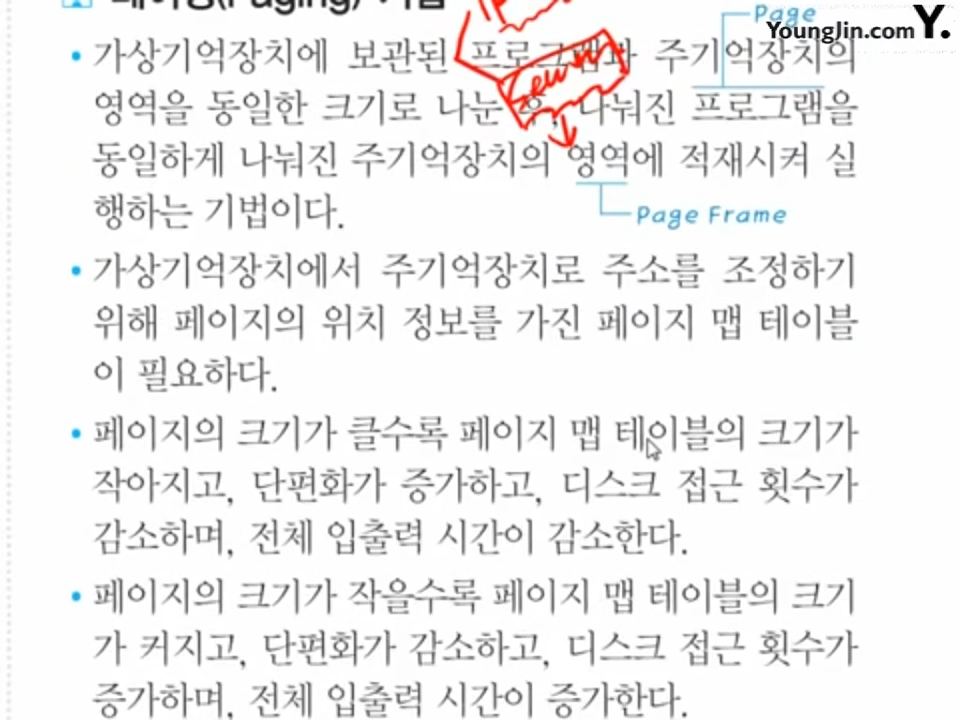 페이징(Paging) 기법
Page
YoungJin.com Y.
• 가상기억장치에 보관된 프로그램과 주기억장치의
영역을 동일한 크기로 나눈 후, 나눠진 프로그램을
동일하게 나눠진 주기억장치의 영역에 적재시켜 실
행하는 기법이다.
Page Frame
• 가상기억장치에서 주기억장치로 주소를 조정하기
위해 페이지의 위치 정보를 가진 페이지 맵 테이블
이 필요하다.
• 페이지의 크기가 클수록 페이지 맵 테이블의 크기가
작아지고, 단편화가 증가하고, 디스크 접근 횟수가
감소하며, 전체 입출력 시간이 감소한다.
• 페이지의 크기가 작을수록 페이지 맵 테이블의 크기
가 커지고, 단편화가 감소하고, 디스크 접근 횟수가
증가하며, 전체 입출력 시간이 증가한다.